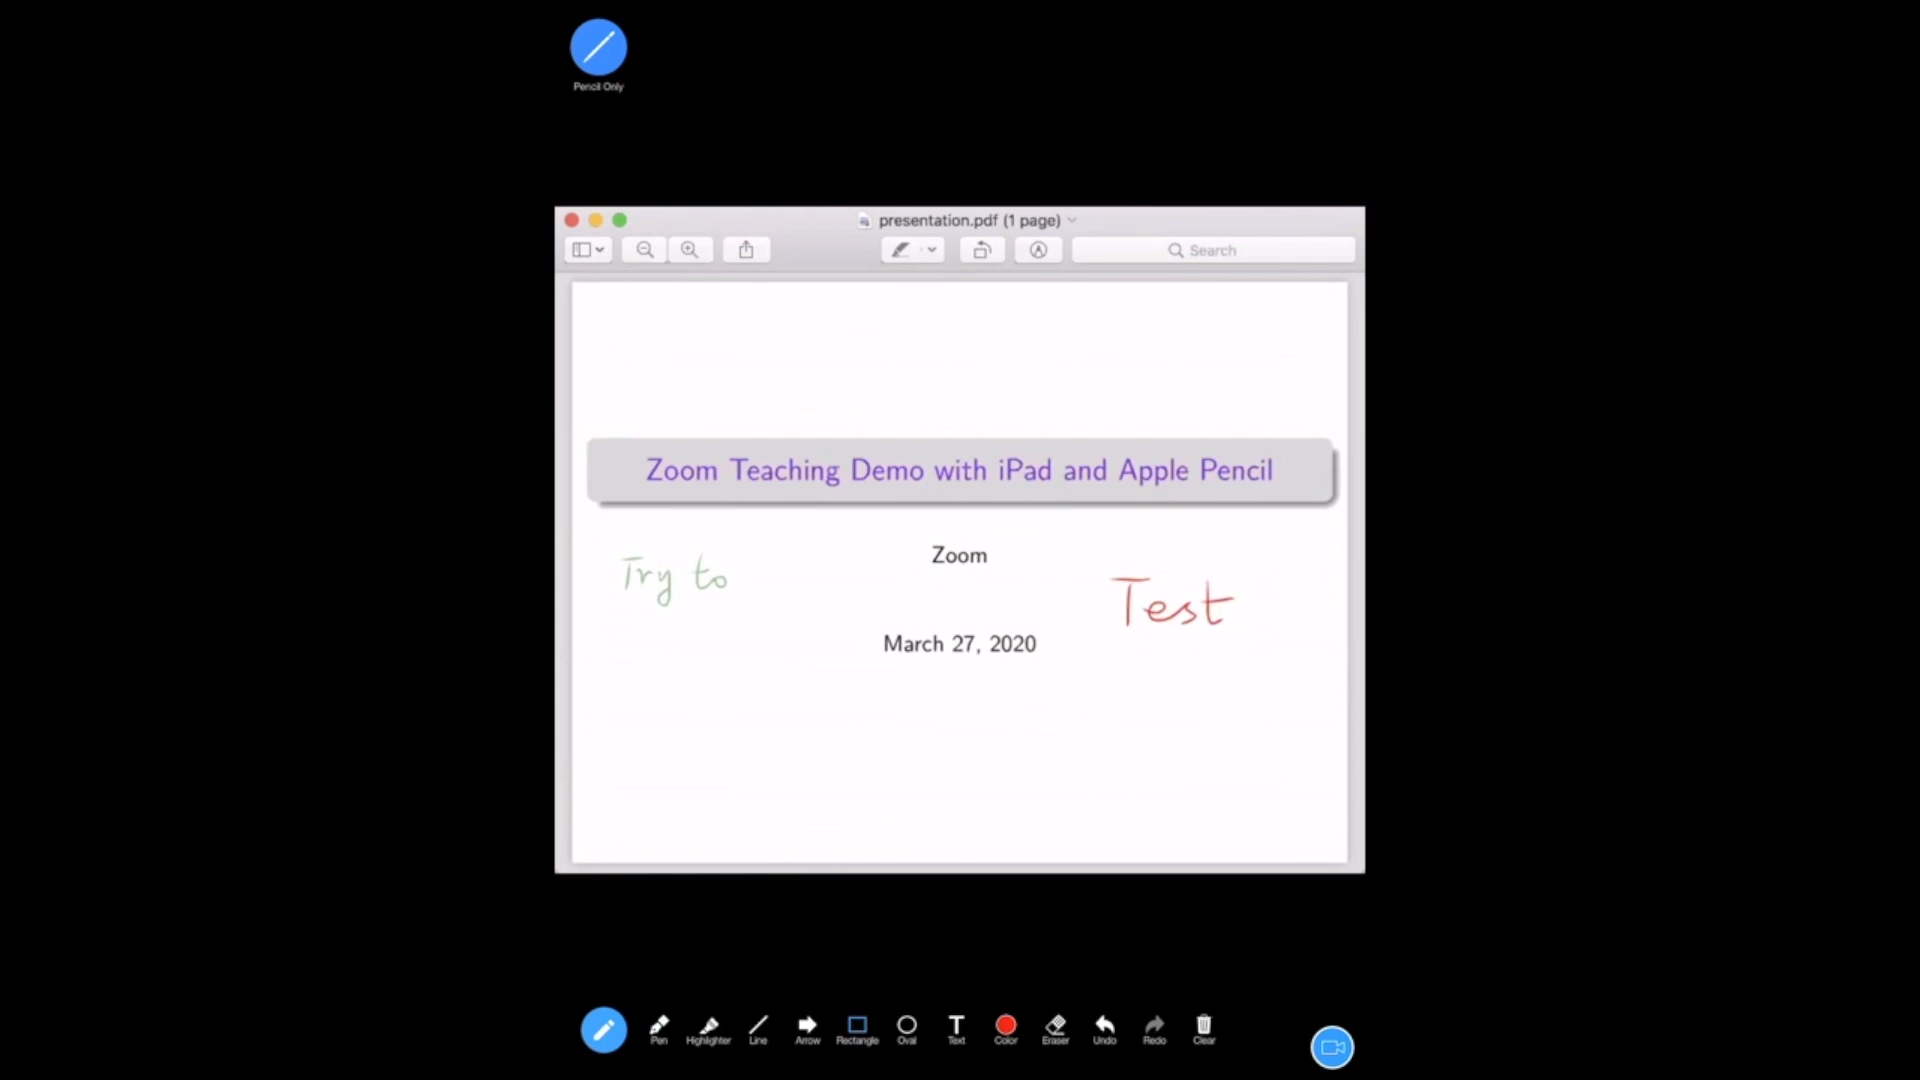 Pencil Only
presentation.pdf (1 page)
Search
Zoom Teaching Demo with iPad and Apple Pencil
Zoom
Try to
Test
March 27, 2020
Pen Highlighter Line Arrow Rectangle Oval Text Color Eraser Undo Redo Clear